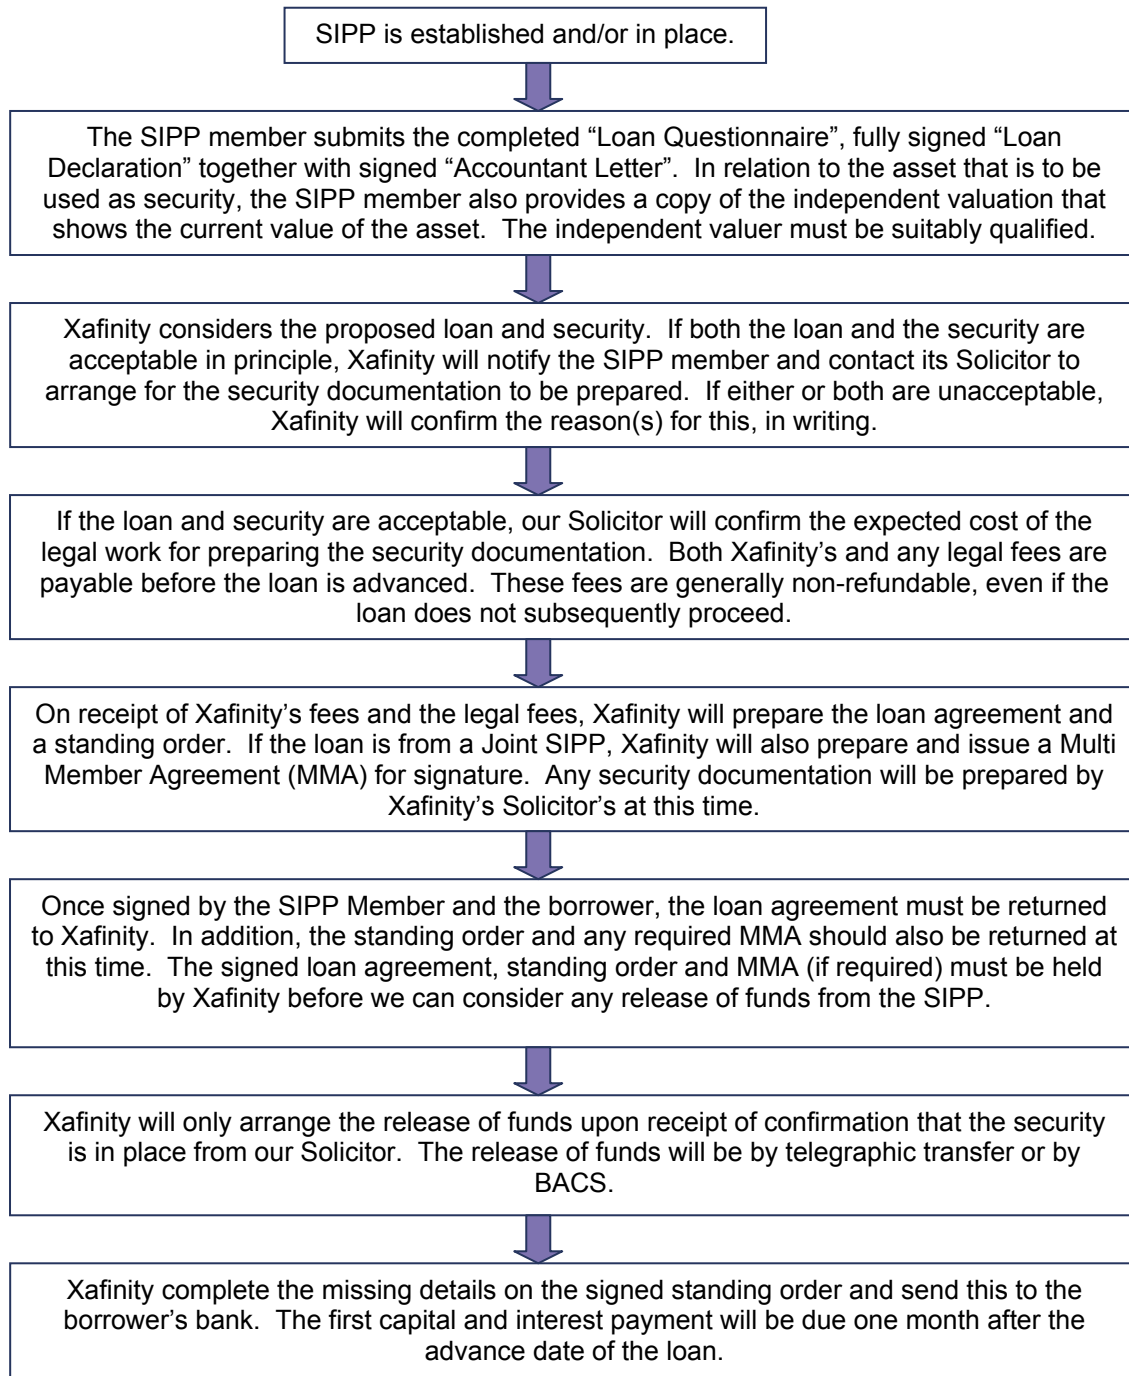 SIPP is established and/or in place.
The SIPP member submits the completed “Loan Questionnaire”, fully signed “Loan
Declaration” together with signed “Accountant Letter”.  In relation to the asset that is to be
used as security, the SIPP member also provides a copy of the independent valuation that
shows the current value of the asset.  The independent valuer must be suitably qualified.
Xafinity considers the proposed loan and security.  If both the loan and the security are
acceptable in principle, Xafinity will notify the SIPP member and contact its Solicitor to
arrange for the security documentation to be prepared.  If either or both are unacceptable,
Xafinity will confirm the reason(s) for this, in writing.
If the loan and security are acceptable, our Solicitor will confirm the expected cost of the
legal work for preparing the security documentation.  Both Xafinity’s and any legal fees are
payable before the loan is advanced.  These fees are generally non-refundable, even if the
loan does not subsequently proceed.
On receipt of Xafinity’s fees and the legal fees, Xafinity will prepare the loan agreement and
a standing order.  If the loan is from a Joint SIPP, Xafinity will also prepare and issue a Multi
Member Agreement (MMA) for signature.  Any security documentation will be prepared by
Xafinity’s Solicitor’s at this time.
Once signed by the SIPP Member and the borrower, the loan agreement must be returned
to Xafinity.  In addition, the standing order and any required MMA should also be returned at
this time.  The signed loan agreement, standing order and MMA (if required) must be held
by Xafinity before we can consider any release of funds from the SIPP.
Xafinity will only arrange the release of funds upon receipt of confirmation that the security
is in place from our Solicitor.  The release of funds will be by telegraphic transfer or by
BACS.
Xafinity complete the missing details on the signed standing order and send this to the
borrower’s bank.  The first capital and interest payment will be due one month after the
advance date of the loan.